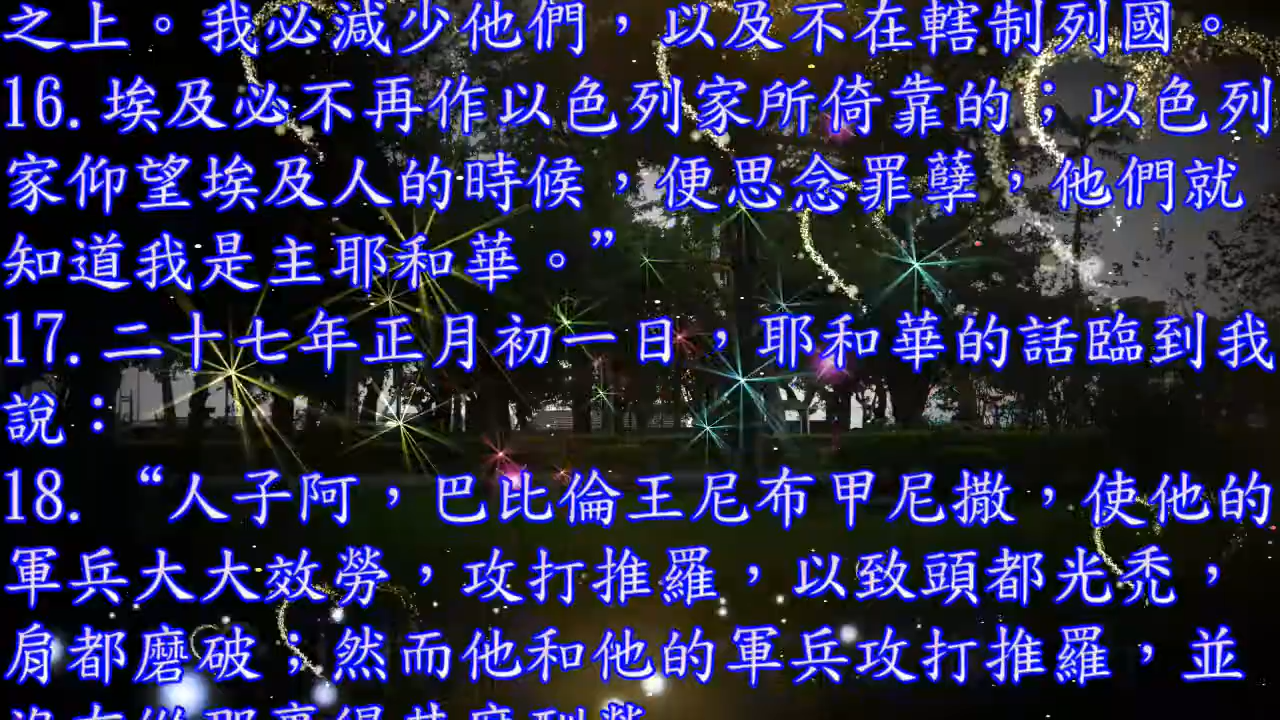 之上。我必減少他們，以及不在轄制列國。
16. 埃及必不再作以色列家所倚靠的；以色列
家仰望埃及人的時候，便思念罪孽，他們就
知道我是主耶和華。”
17. 二十七年正月初一日，耶和華的話臨到我
說：
18. “人子阿，巴比倫王尼布甲尼撒，使他的
軍兵大大效勞，攻打推羅，以致頭都光禿，
肩都磨破；然而他和他的軍兵攻打推羅，並